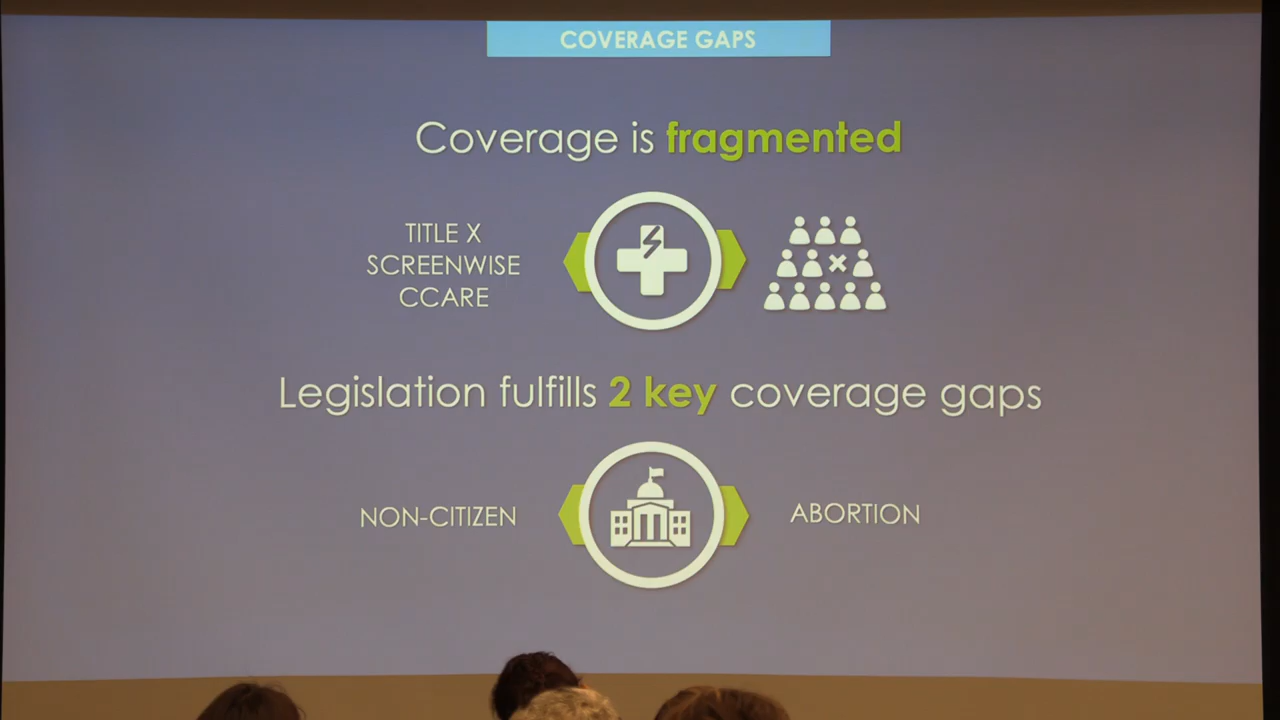 COVERAGE GAPS
Coverage is fragmented
TITLE X
SCREENWISE
CCARE
Legislation fulfills 2 key coverage gaps
NON-CITIZEN
ABORTION